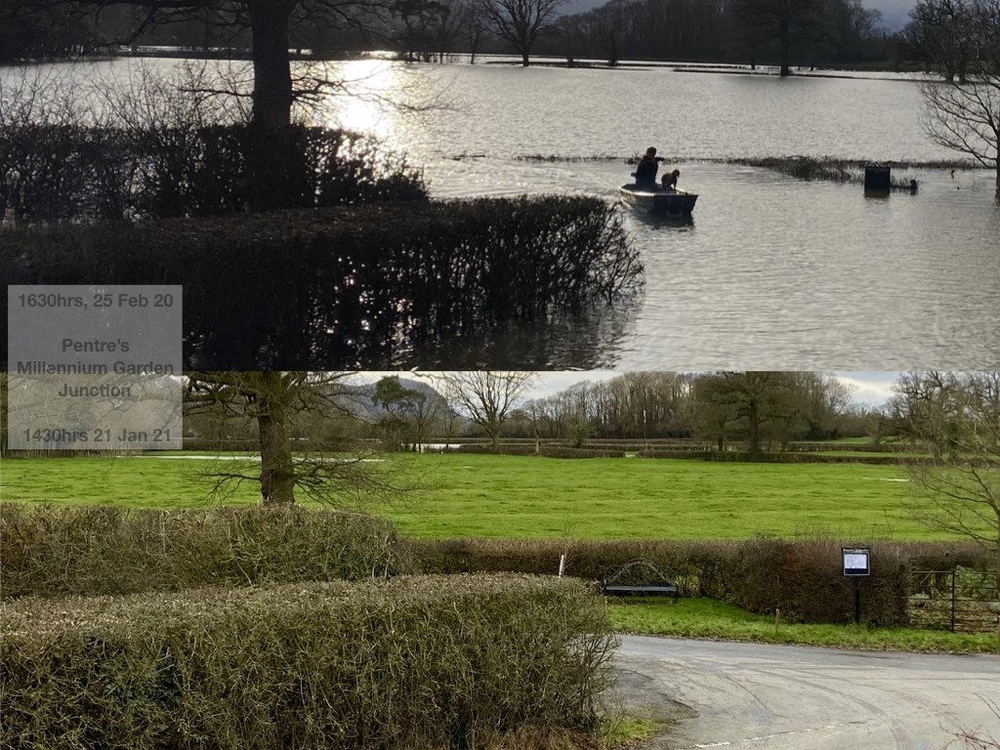 1630hrs, 25 Feb 20
Pentre's
Millennium Garden
Junction
1430hrs 21 Jan 21